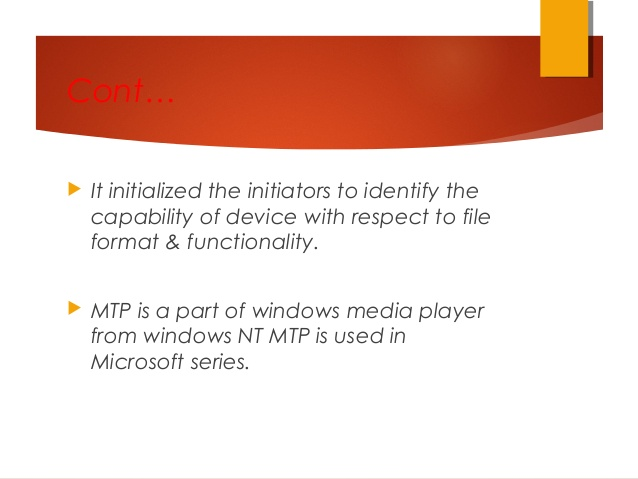 Cont…
It initialized the initiators to identify the
capability of device with respect to file
format & functionality.
MTP is a part of windows media player
from windows NT MTP is used in
Microsoft series.